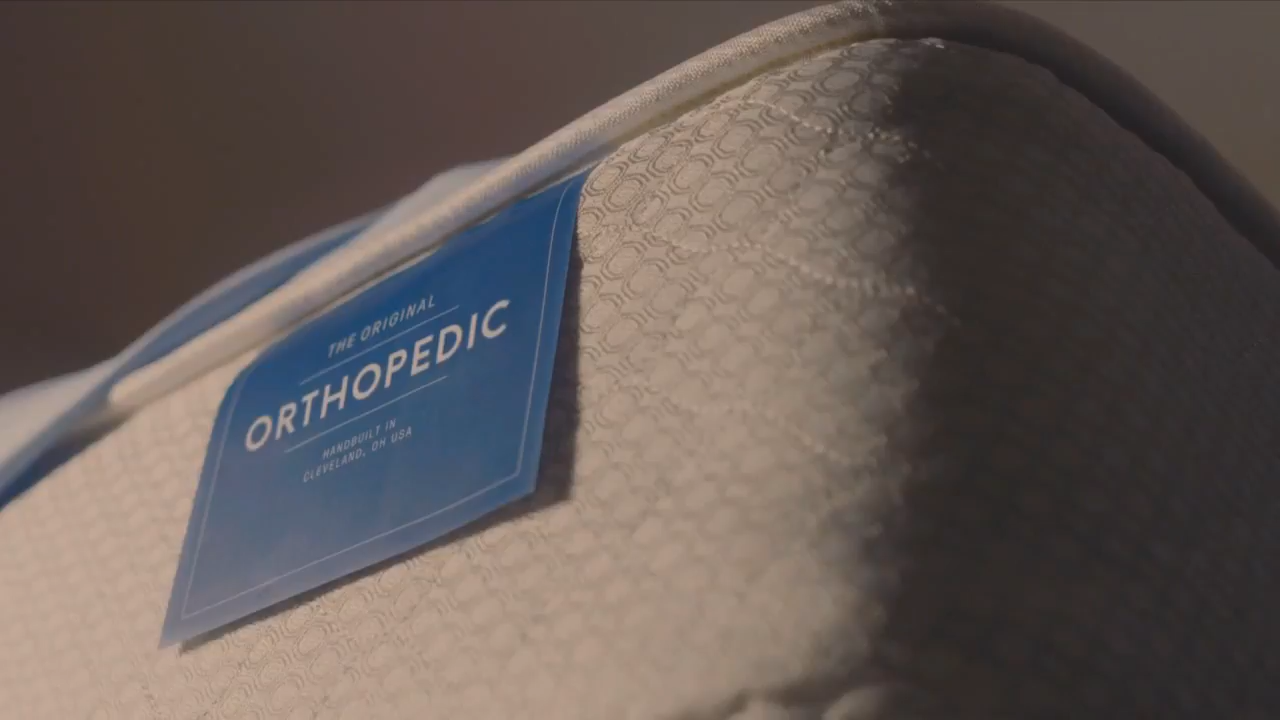 THE ORIGINAL
ORTHOPEDIC
HANDBUILT IN
CLEVELAND, OH USA